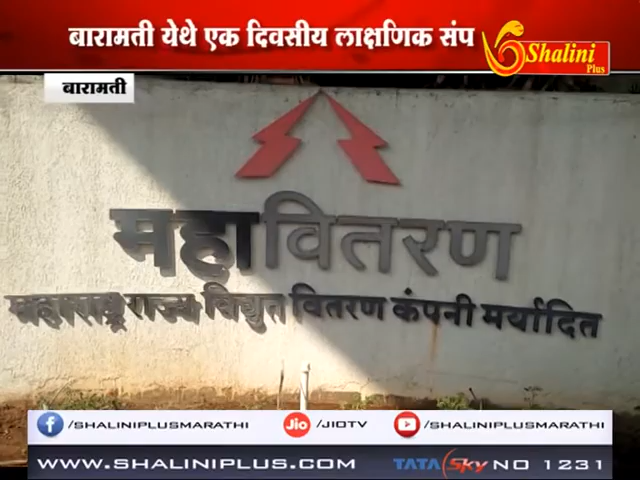 बारामती येथे एक दिवसीय लाक्षणिक संप
Shalini Plus
बारामती
महावितरण
महाराष्ट्र राज्य विद्युत वितरण कंपनी मर्यादित
/SHALINIPLUSMARATHI Jio /JIOTV /SHALINIPLUSMARATHI
WWW.SHALINIPLUS.COM TATA Sky NO 1231